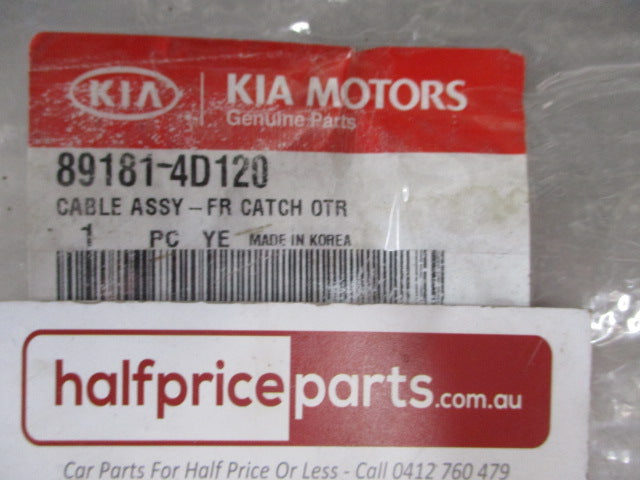 KIA | KIA MOTORS
Genuine Parts
89181-4D120
CABLE ASSY-FR CATCH OTR
1 PC YE MADE IN KOREA
halfpriceparts.com.au
Car Parts For Half Price Or Less - Call 0412 760 479